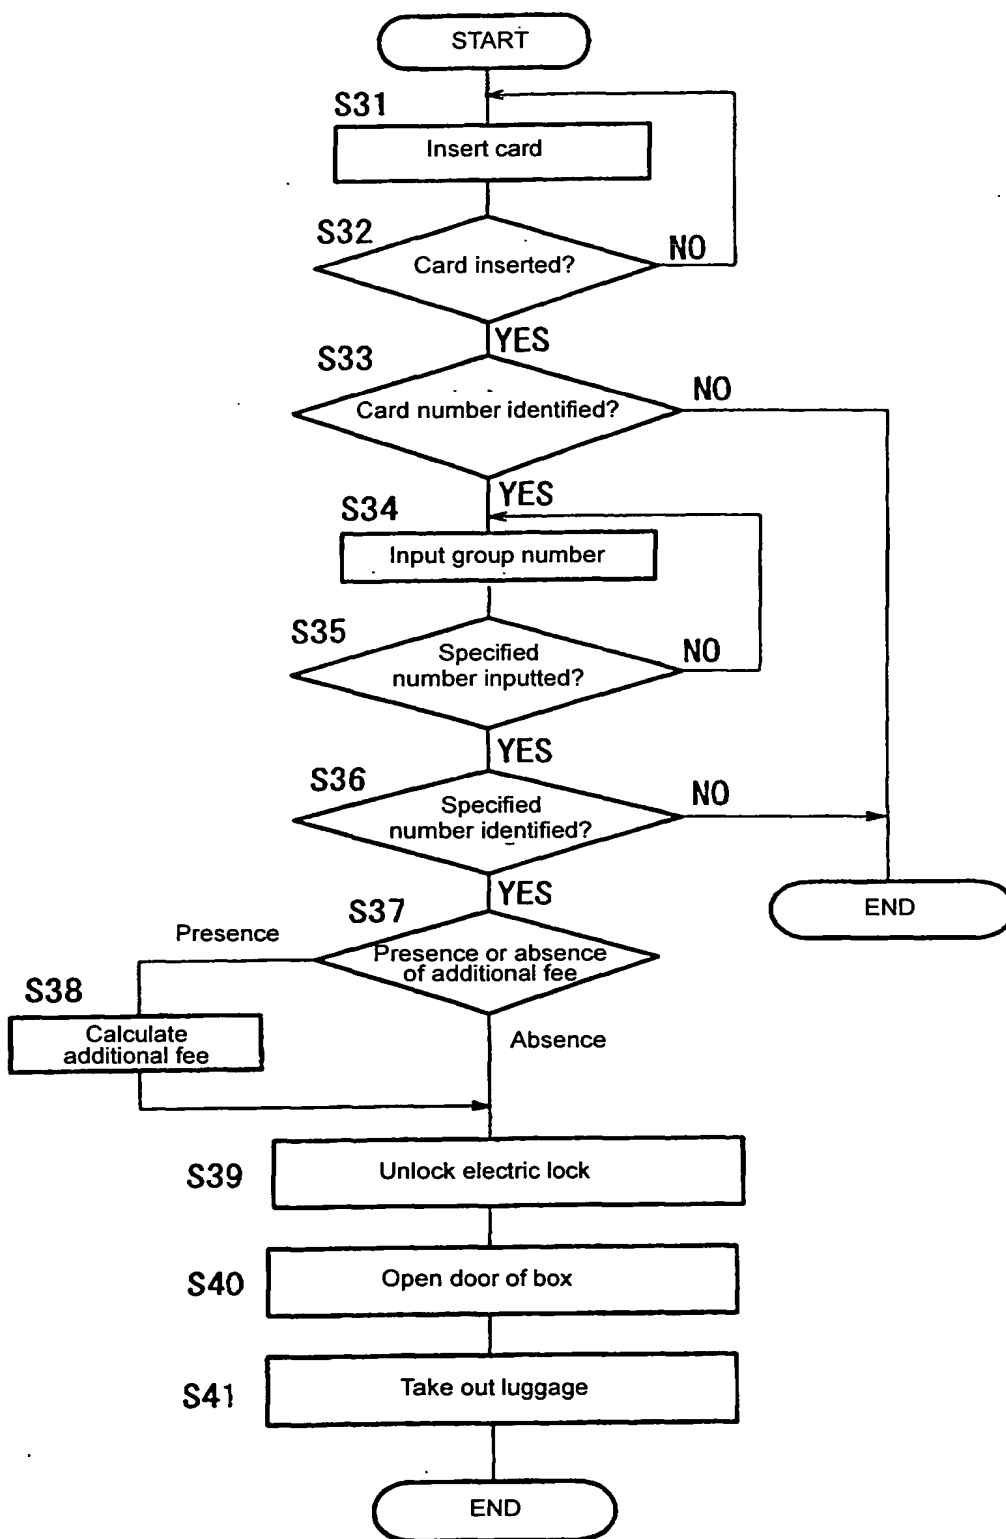 START
S31
Insert card
S32
Card inserted?
NO
YES
S33
Card number identified?
NO
YES
S34
Input group number
S35
Specified
number inputted?
NO
YES
S36
Specified
number identified?
NO
YES
END
S37
Presence
Presence or absence
of additional fee
S38
Calculate
additional fee
Absence
S39
Unlock electric lock
S40
Open door of box
S41
Take out luggage
END